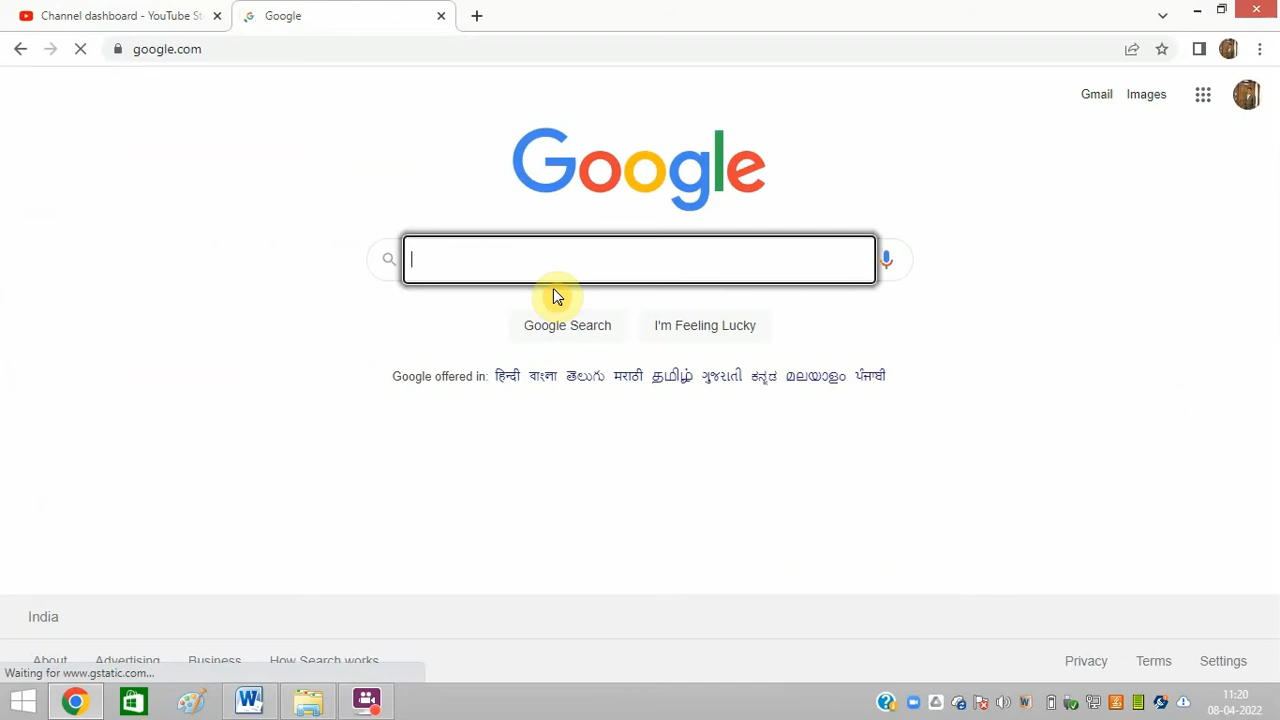 Channel dashboard - YouTube St
Google
google.com
Gmail Images
Google
Google Search I'm Feeling Lucky
Google offered in: हिन्दी বাংলা తెలుగు मराठी தமிழ் ગુજરાતી ಕನ್ನಡ മലയാളം ਪੰਜਾਬੀ
India
About Advertising Business How Search works
Privacy Terms Settings
Waiting for www.gstatic.com...
11:20
08-04-2022